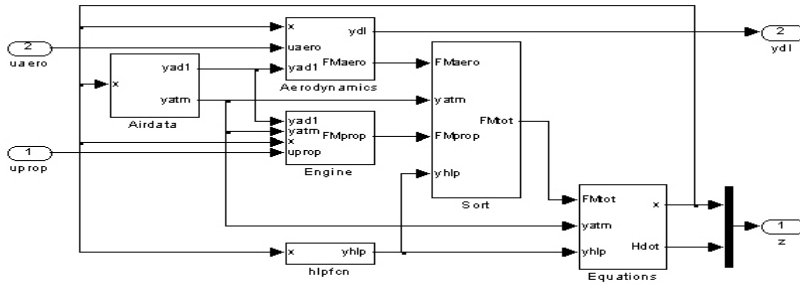 2
uaero
1
uprop
x
yad1
yatm
Airdata
x
uaero
yad1
ydl
FMaero
Aerodynamics
yad1
yatm
x
uprop
FMprop
Engine
x
yhlp
hlpfcn
FMaero
yatm
FMprop
yhlp
FMtot
Sort
FMtot
yatm
yhlp
x
Hdot
Equations
2
ydl
1
z